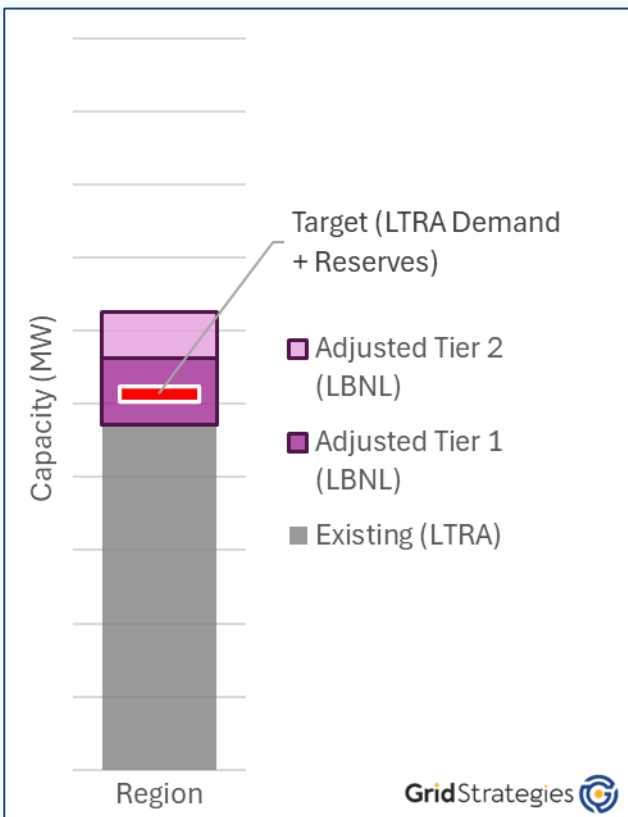 Target (LTRA Demand
+ Reserves)
Capacity (MW)
Adjusted Tier 2
(LBNL)
Adjusted Tier 1
(LBNL)
Existing (LTRA)
Region
GridStrategies